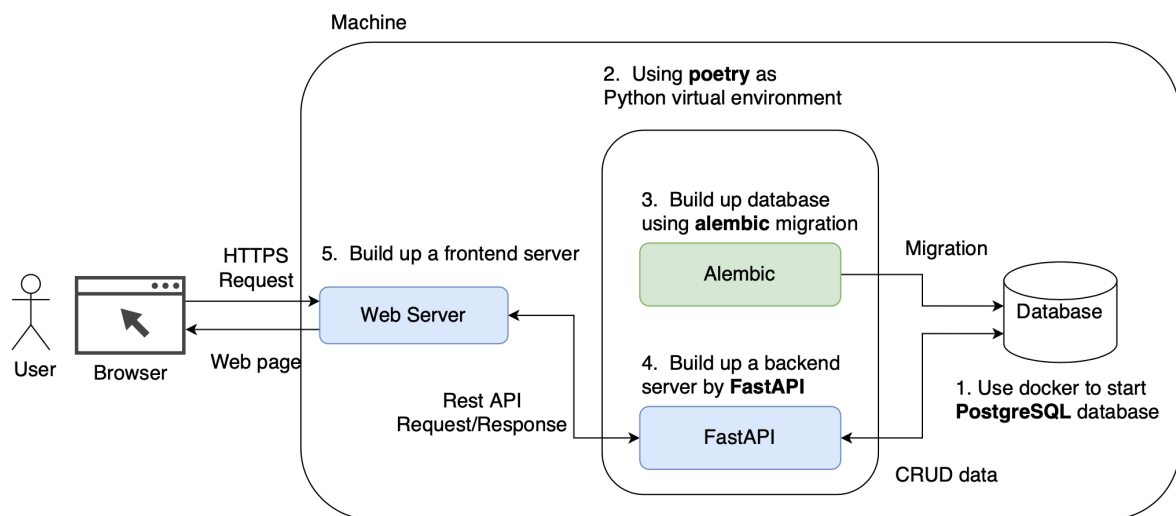 Machine
2.  Using poetry as
Python virtual environment
3.  Build up database
using alembic migration
HTTPS
Request
5.  Build up a frontend server
Migration
Alembic
Web Server
Database
User
Browser
Web page
4.  Build up a backend
server by FastAPI
1. Use docker to start
PostgreSQL database
Rest API
Request/Response
FastAPI
CRUD data